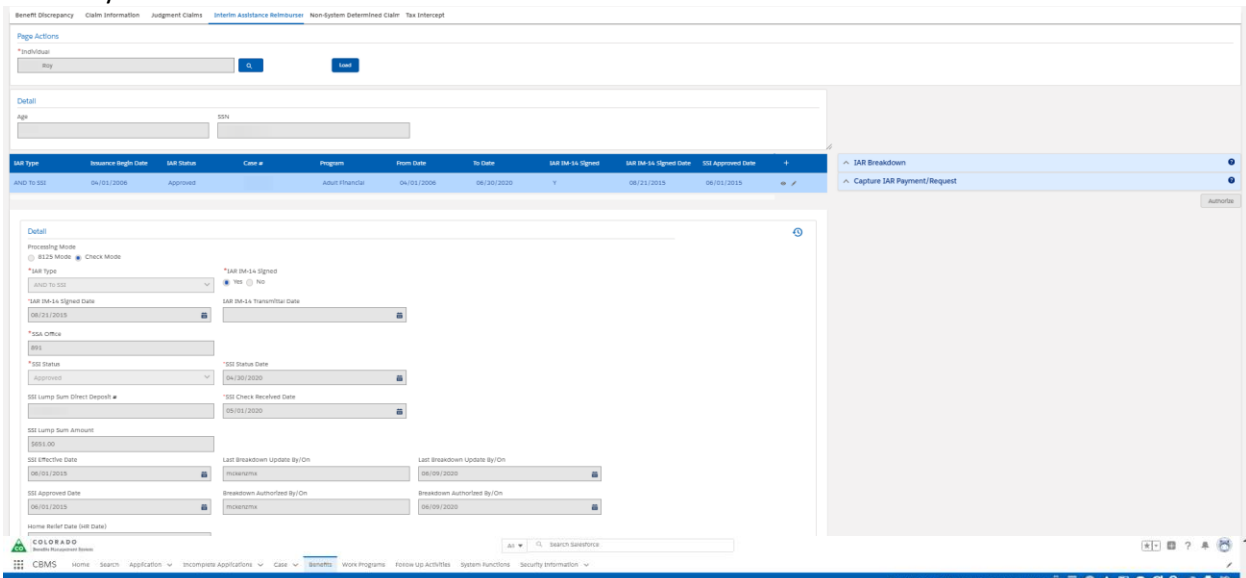 Benefit Discrepancy Claim Information Judgment Claims Interim Assistance Reimburser Non-System Determined Claim Tax Intercept
Page Actions
*Individual
Roy Load
Detail
Age SSN
IAR Type Issuance Begin Date IAR Status Case # Program From Date To Date IAR IM-14 Signed IAR IM-14 Signed Date SSI Approved Date +
AND To SSI 04/01/2006 Approved Adult Financial 04/01/2006 06/30/2020 Y 08/21/2015 06/01/2015
IAR Breakdown
Capture IAR Payment/Request
Authorize
Detail
Processing Mode
8125 Mode Check Mode
*IAR Type *IAR IM-14 Signed
AND To SSI Yes No
*IAR IM-14 Signed Date IAR IM-14 Transmittal Date
08/21/2015
*SSA Office
891
*SSI Status *SSI Status Date
Approved 04/30/2020
SSI Lump Sum Direct Deposit # *SSI Check Received Date
05/01/2020
SSI Lump Sum Amount
$651.00
SSI Effective Date Last Breakdown Update By/On Last Breakdown Update By/On
06/01/2015 mckenzmx 06/09/2020
SSI Approved Date Breakdown Authorized By/On Breakdown Authorized By/On
06/01/2015 mckenzmx 06/09/2020
Home Relief Date (HR Date)
COLORADO
Benefits Management System
All Search Salesforce
CBMS Home Search Application Incomplete Applications Case Benefits Work Programs Follow Up Activities System Functions Security Information